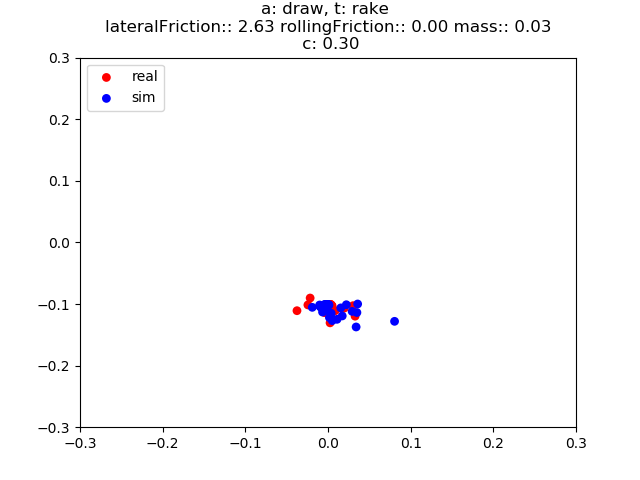 a: draw, t: rake
lateralFriction:: 2.63 rollingFriction:: 0.00 mass:: 0.03
c: 0.30
real
sim
0.3
0.2
0.1
0.0
−0.1
−0.2
−0.3
−0.3
−0.2
−0.1
0.0
0.1
0.2
0.3